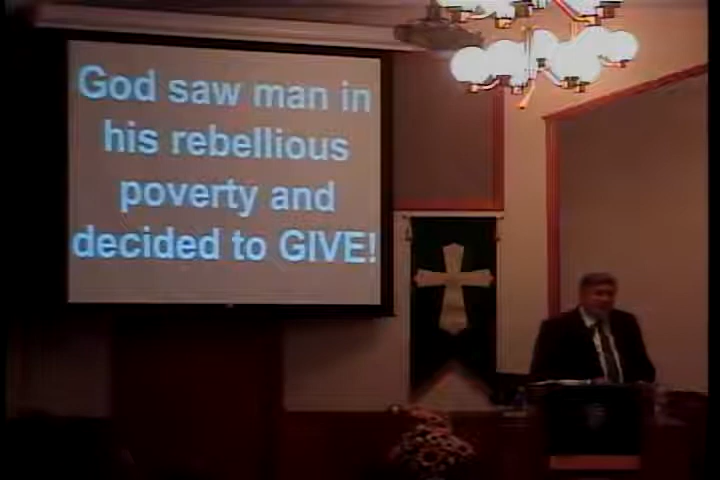 God saw man in
his rebellious
poverty and
decided to GIVE!